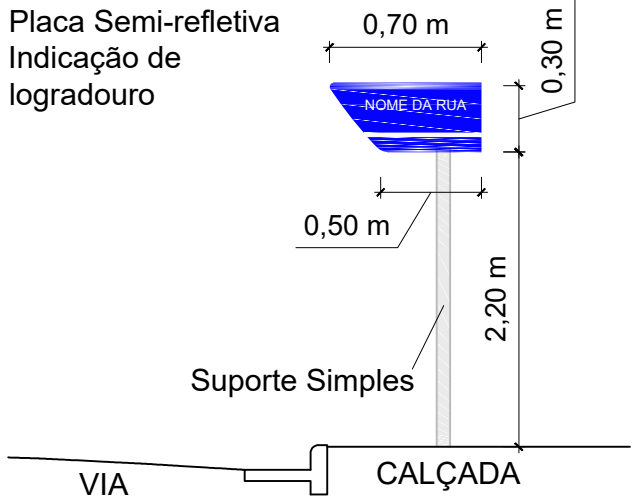 Placa Semi-refletiva
Indicação de
logradouro
0,70 m
0,30 m
NOME DA RUA
0,50 m
2,20 m
Suporte Simples
VIA
CALÇADA